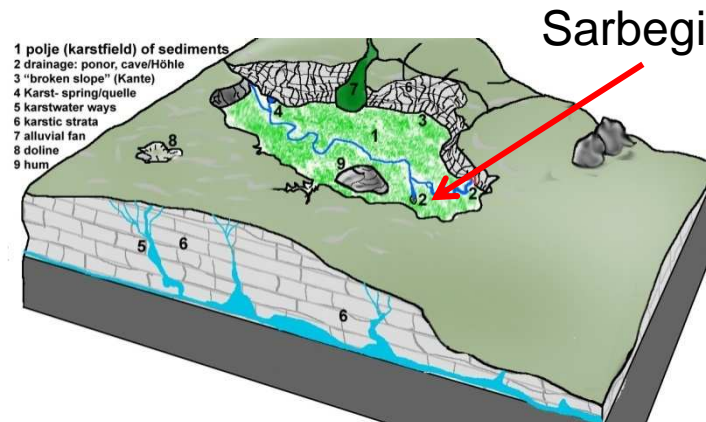 Sarbegi
1 polje (karstfield) of sediments
2 drainage: ponor, cave/Höhle
3 “broken slope” (Kante)
4 Karst- spring/quelle
5 karstwater ways
6 karstic strata
7 alluvial fan
8 doline
9 hum
7
6
4
3
1
8
9
2
2
5
6
6